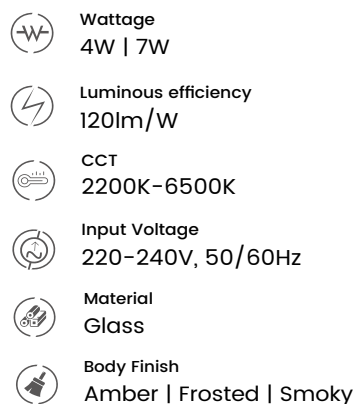 Wattage
4W | 7W
Luminous efficiency
120lm/W
CCT
2200K-6500K
Input Voltage
220-240V, 50/60Hz
Material
Glass
Body Finish
Amber | Frosted | Smoky